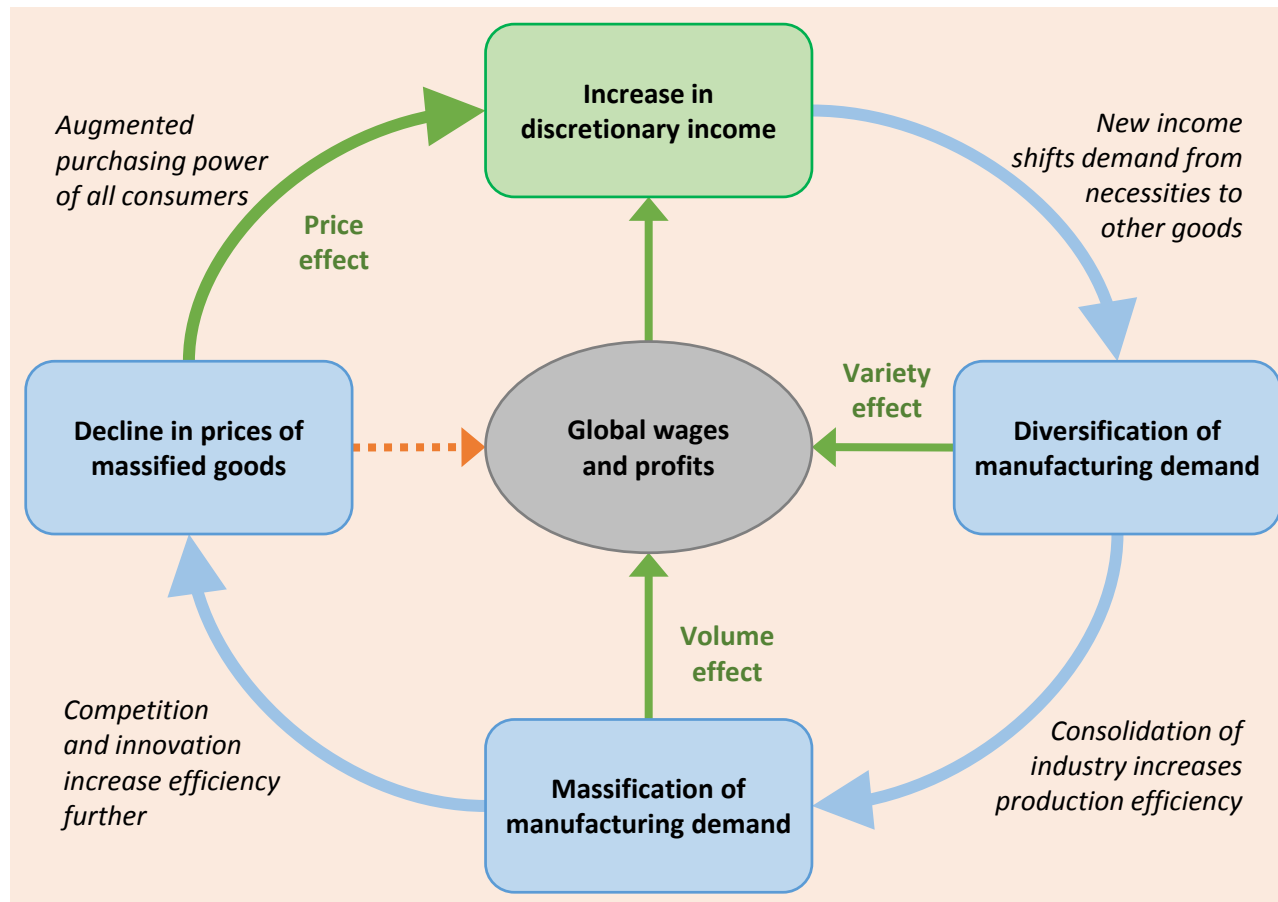 Increase in
discretionary income
Augmented
purchasing power
of all consumers
New income
shifts demand from
necessities to
other goods
Price
effect
Variety
effect
Decline in prices of
massified goods
Global wages
and profits
Diversification of
manufacturing demand
Volume
effect
Competition
and innovation
increase efficiency
further
Massification of
manufacturing demand
Consolidation of
industry increases
production efficiency